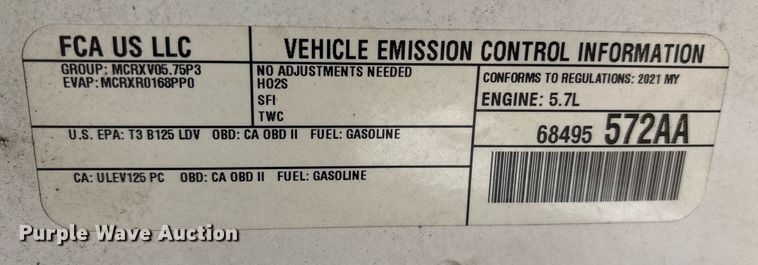 FCA US LLC
VEHICLE EMISSION CONTROL INFORMATION
GROUP: MCRXV05.75P3
EVAP: MCRXR0168PP0
NO ADJUSTMENTS NEEDED
HO2S
SFI
TWC
CONFORMS TO REGULATIONS: 2021 MY
ENGINE: 5.7L
U.S. EPA: T3 B125 LDV OBD: CA OBD II FUEL: GASOLINE
68495 572AA
CA: ULEV125 PC OBD: CA OBD II FUEL: GASOLINE
Purple Wave Auction